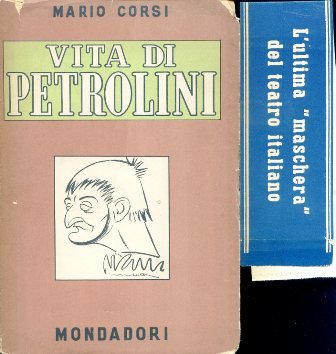 MARIO CORSI
VITA DI
PETROLINI
MONDADORI
L'ultima "maschera"
del teatro italiano